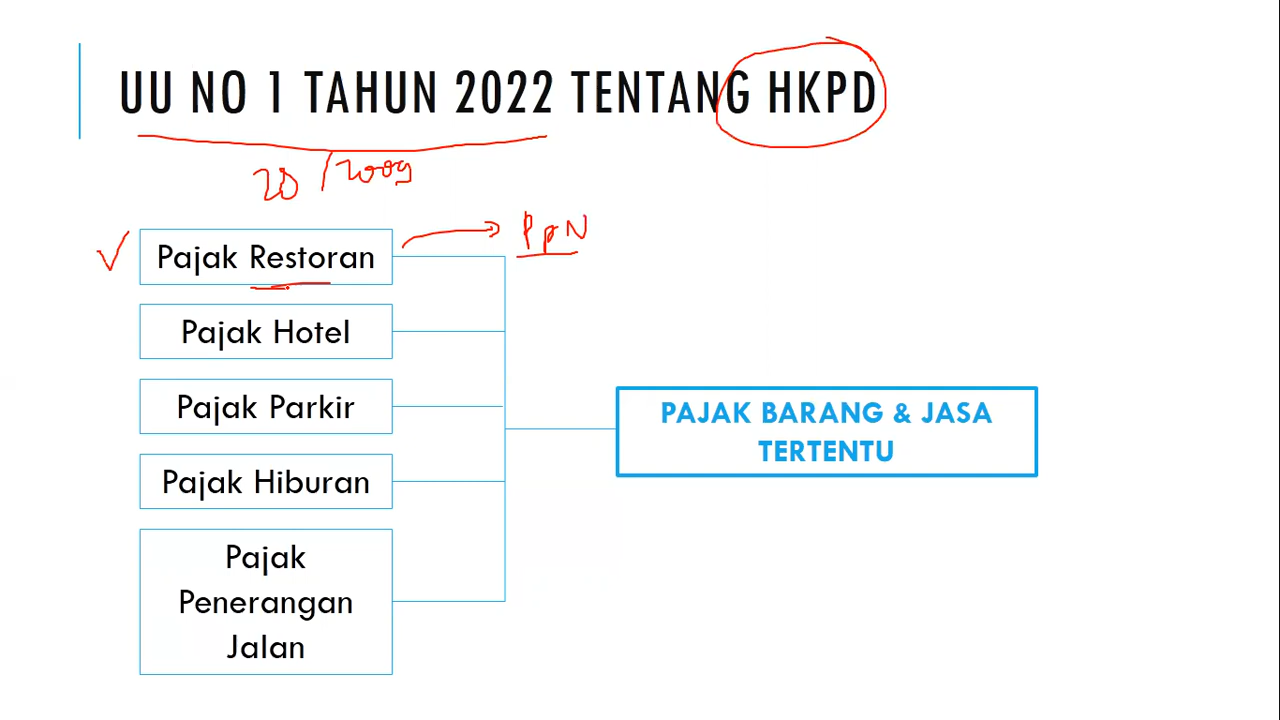 UU NO 1 TAHUN 2022 TENTANG HKPD
28 / 2009
Pajak Restoran
PPN
Pajak Hotel
Pajak Parkir
Pajak Hiburan
Pajak
Penerangan
Jalan
PAJAK BARANG & JASA
TERTENTU